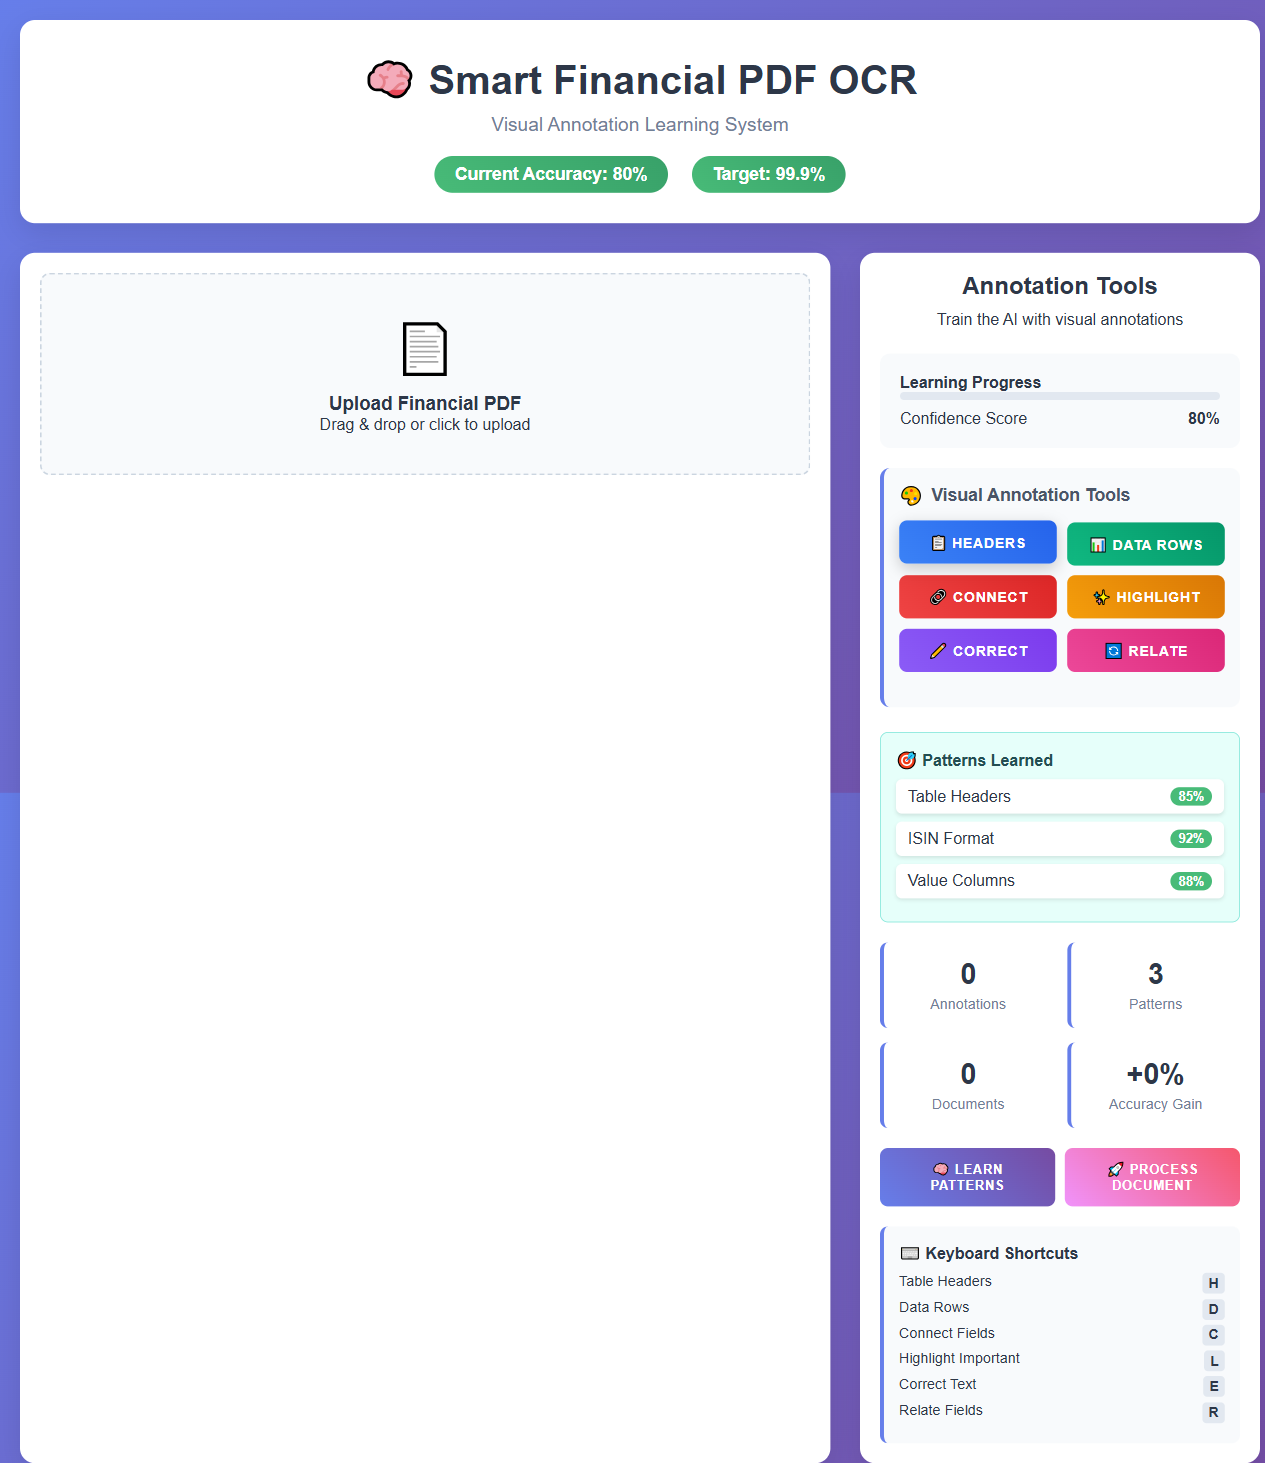 Smart Financial PDF OCR
Visual Annotation Learning System
Current Accuracy: 80%
Target: 99.9%
Upload Financial PDF
Drag & drop or click to upload
Annotation Tools
Train the AI with visual annotations
Learning Progress
Confidence Score 80%
Visual Annotation Tools
HEADERS
DATA ROWS
CONNECT
HIGHLIGHT
CORRECT
RELATE
Patterns Learned
Table Headers 85%
ISIN Format 92%
Value Columns 88%
0
Annotations
3
Patterns
0
Documents
+0%
Accuracy Gain
LEARN
PATTERNS
PROCESS
DOCUMENT
Keyboard Shortcuts
Table Headers H
Data Rows D
Connect Fields C
Highlight Important L
Correct Text E
Relate Fields R